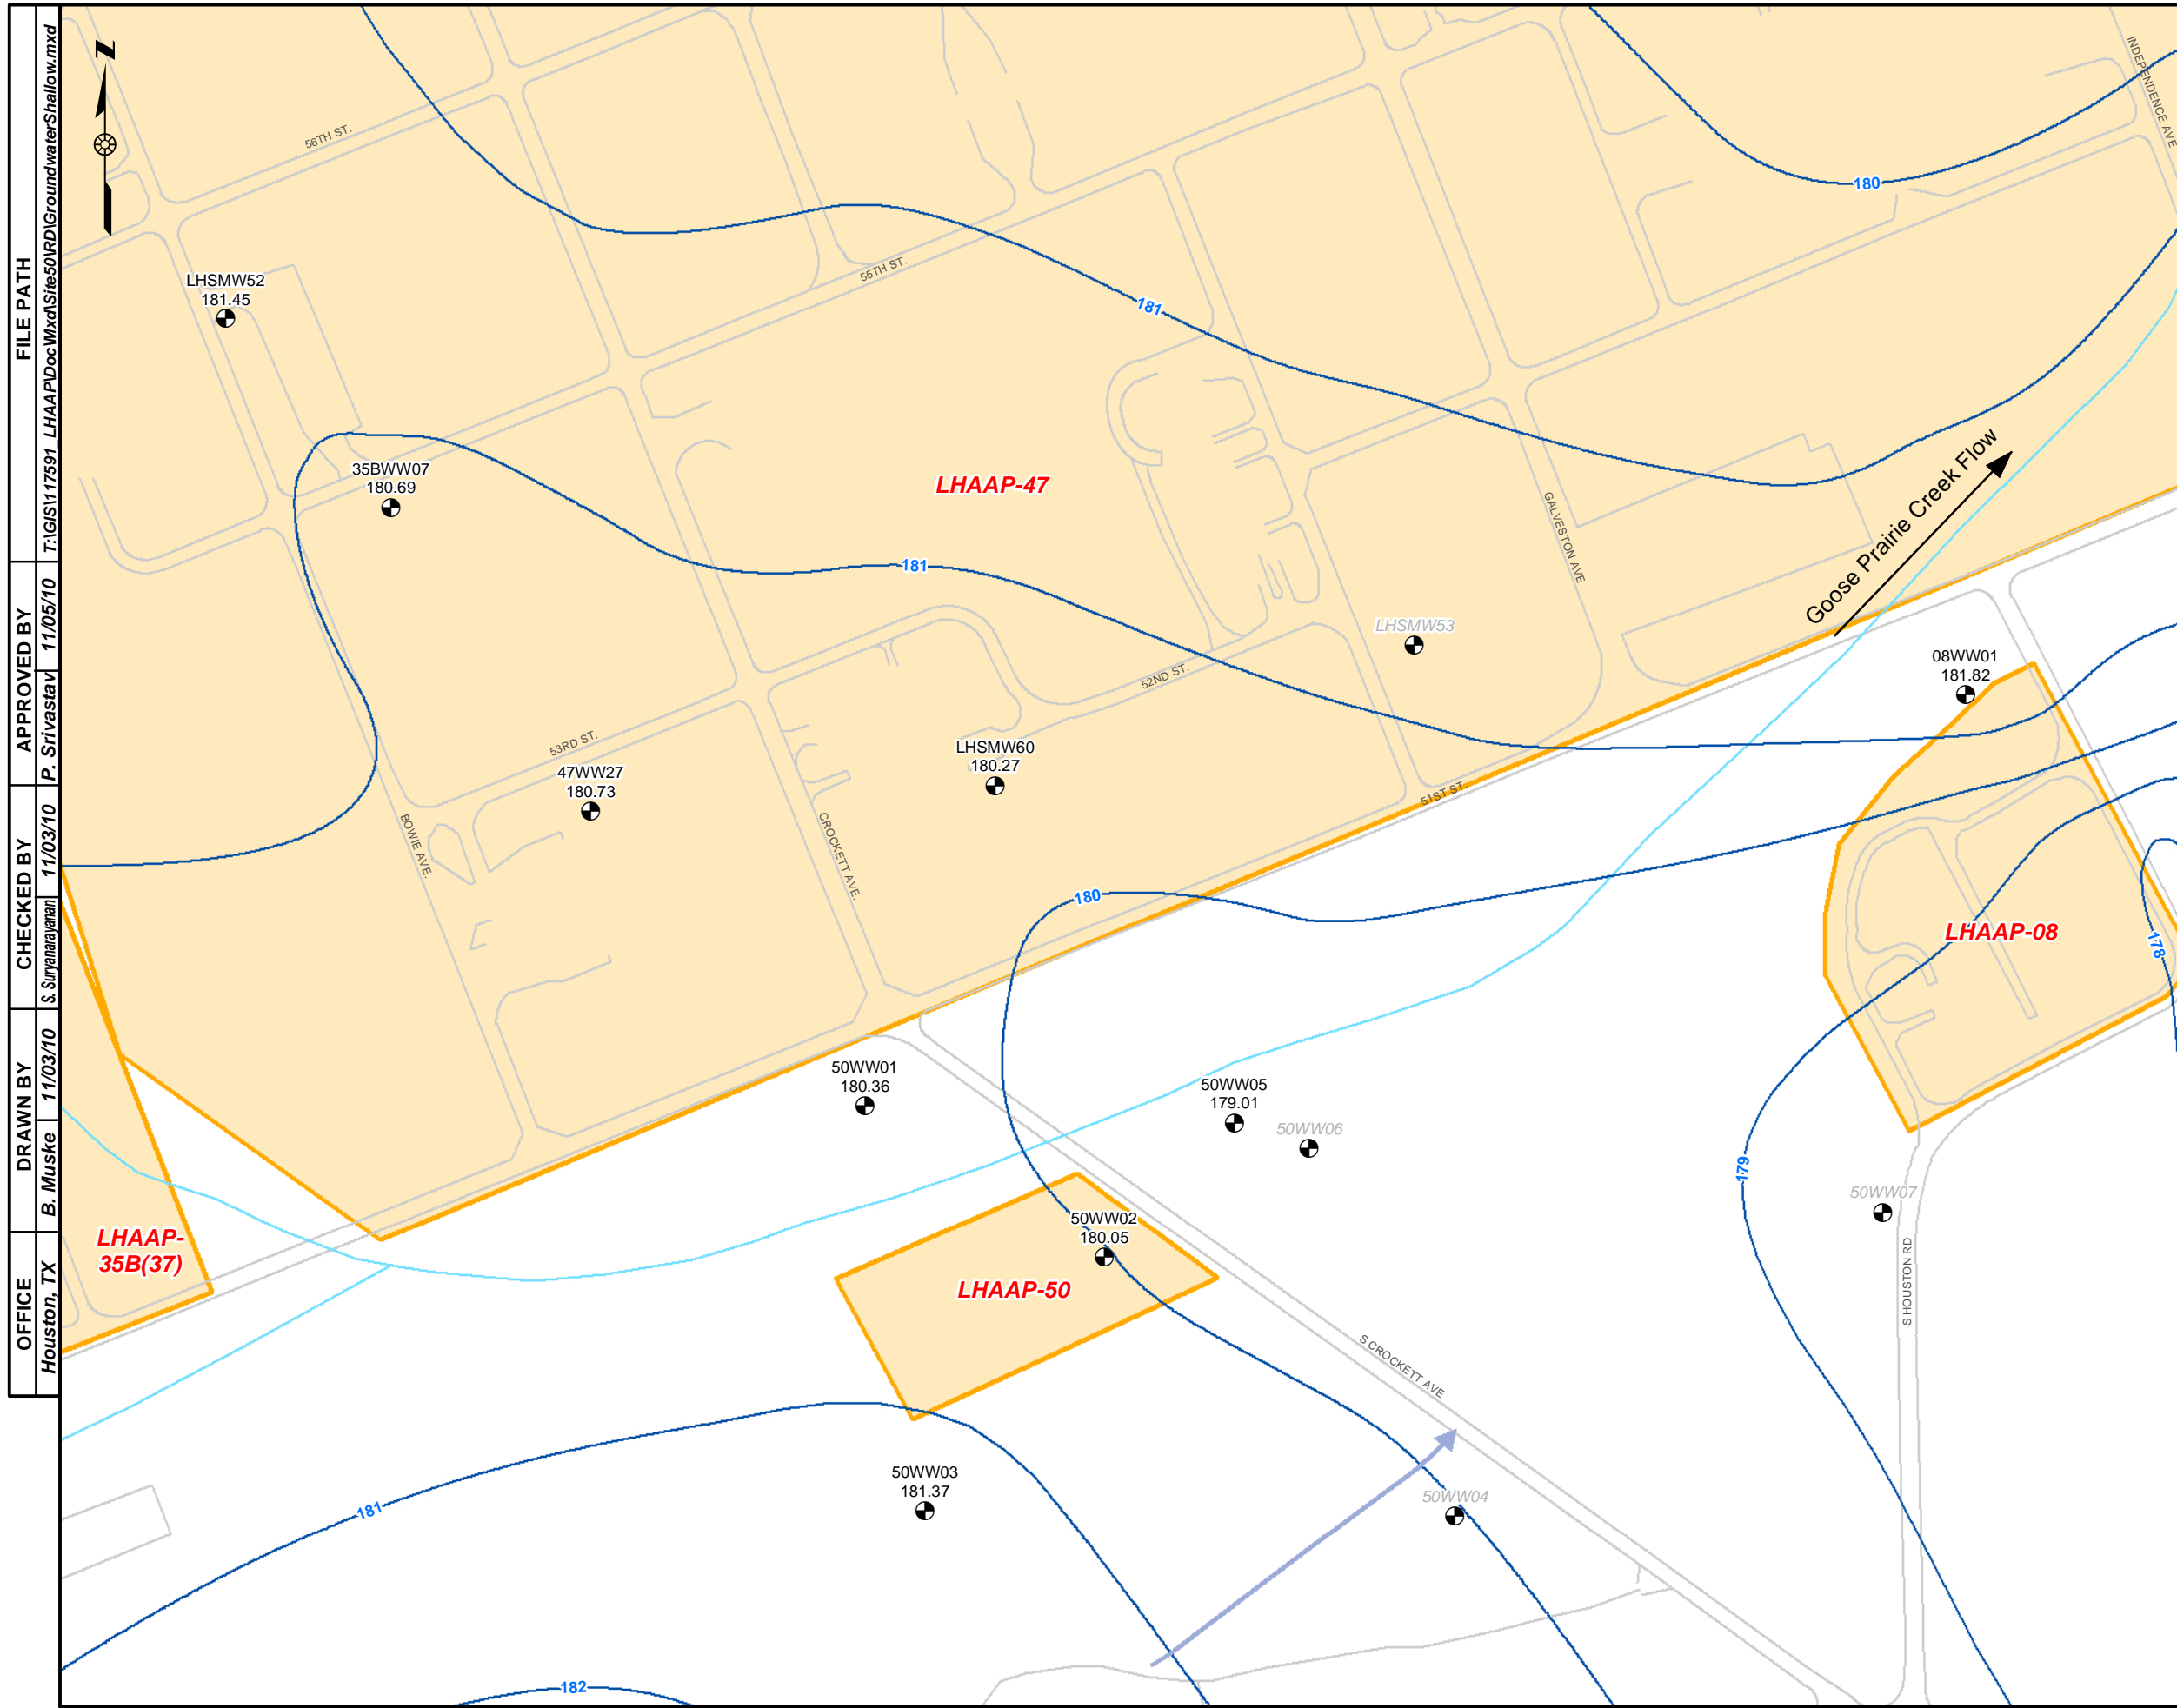 FILE PATH
T:\GIS\117591_LHAAP\DocMxd\Site50\RD\GroundwaterShallow.mxd
APPROVED BY
P. Srivastav
11/05/10
CHECKED BY
S. Suryanarayanan
11/03/10
DRAWN BY
B. Muske
11/03/10
OFFICE
Houston, TX
N
56TH ST.
INDEPENDENCE AVE
180
LHSMW52
181.45
55TH ST.
181
35BWW07
180.69
LHAAP-47
GALVESTON AVE
Goose Prairie Creek Flow
181
LHSMW53
52ND ST.
08WW01
181.82
53RD ST.
LHSMW60
180.27
47WW27
180.73
51ST ST.
BOWIE AVE.
CROCKETT AVE.
180
LHAAP-08
178
50WW01
180.36
50WW05
179.01
50WW06
179
50WW07
50WW02
180.05
LHAAP-
35B(37)
LHAAP-50
S HOUSTON RD
S CROCKETT AVE
50WW03
181.37
50WW04
181
182